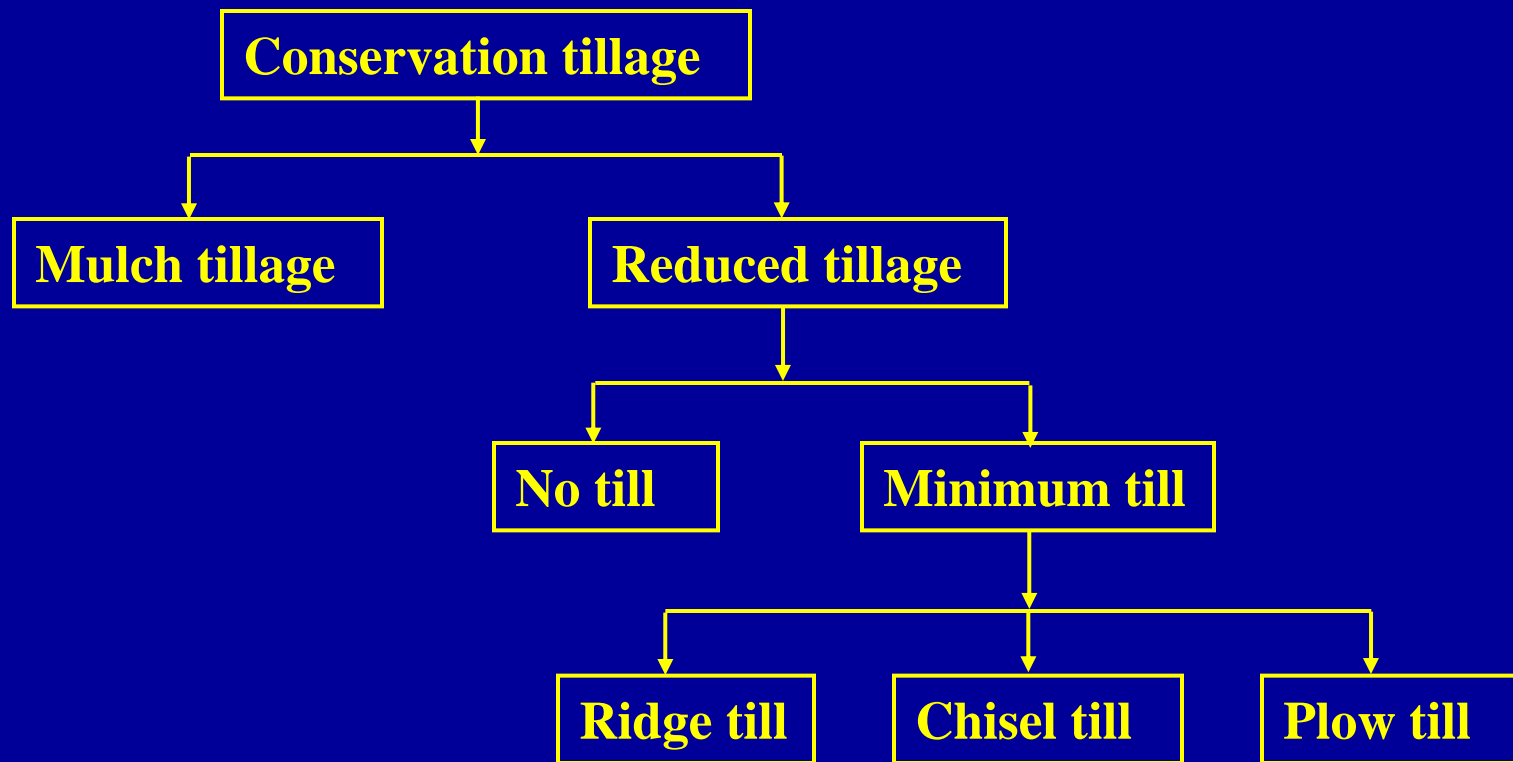 Conservation tillage
Mulch tillage
Reduced tillage
No till
Minimum till
Ridge till
Chisel till
Plow till